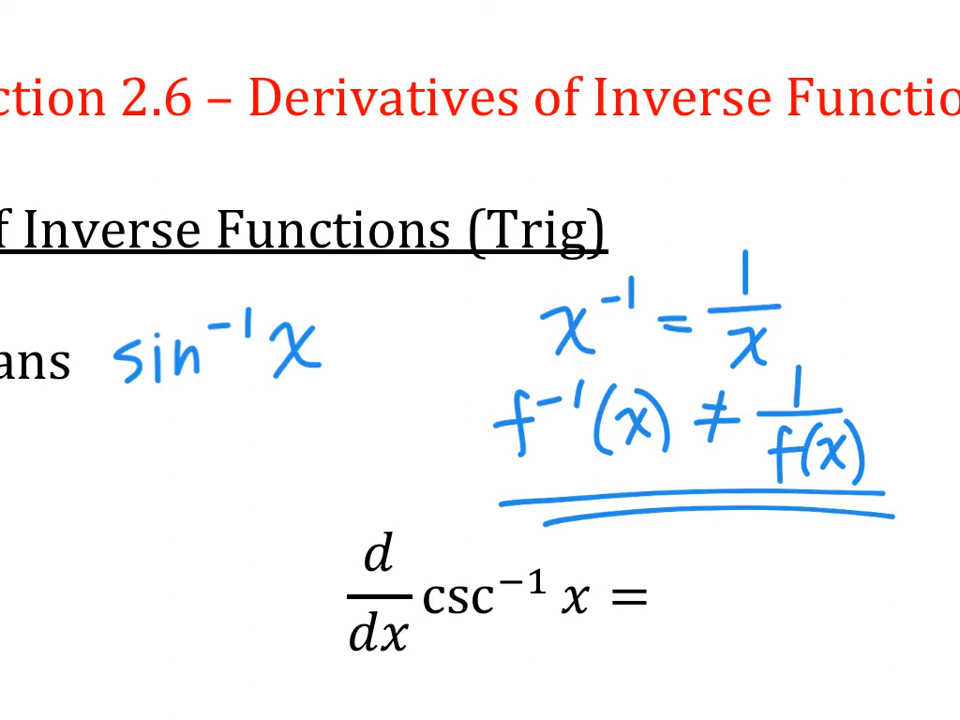 ction 2.6 – Derivatives of Inverse Functio
f Inverse Functions (Trig)
ans sin⁻¹ x
x⁻¹ = 1/x
f⁻¹(x) ≠ 1/f(x)
d/dx csc⁻¹ x =